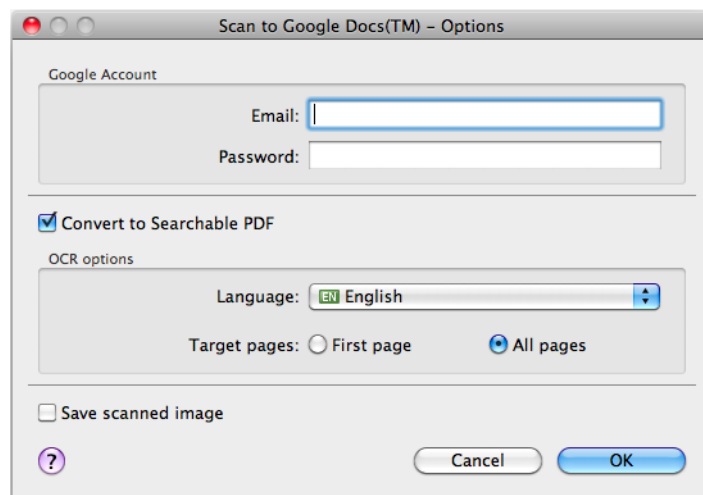 Scan to Google Docs(TM) – Options
Google Account
Email:
Password:
Convert to Searchable PDF
OCR options
Language: EN English
Target pages: First page All pages
Save scanned image
? Cancel OK